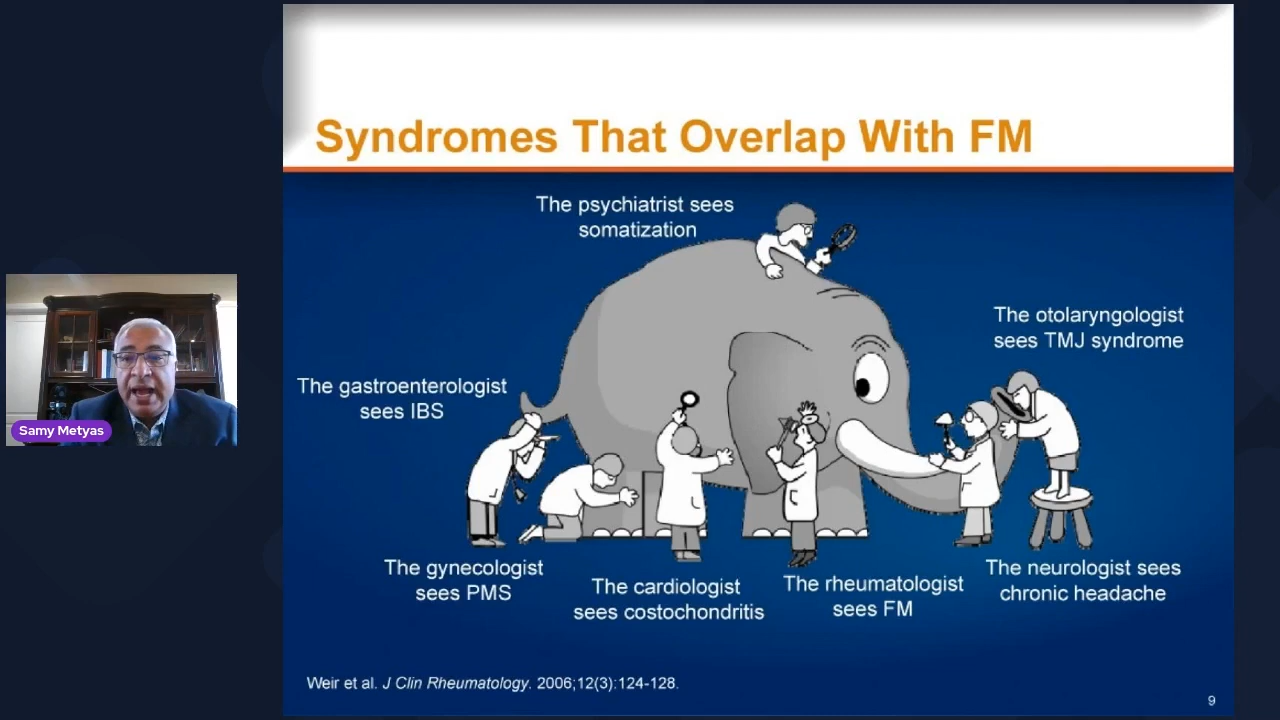 Syndromes That Overlap With FM
The psychiatrist sees
somatization
The otolaryngologist
sees TMJ syndrome
The gastroenterologist
sees IBS
Samy Metyas
The gynecologist
sees PMS
The cardiologist
sees costochondritis
The rheumatologist
sees FM
The neurologist sees
chronic headache
Weir et al. J Clin Rheumatology. 2006;12(3):124-128.
9